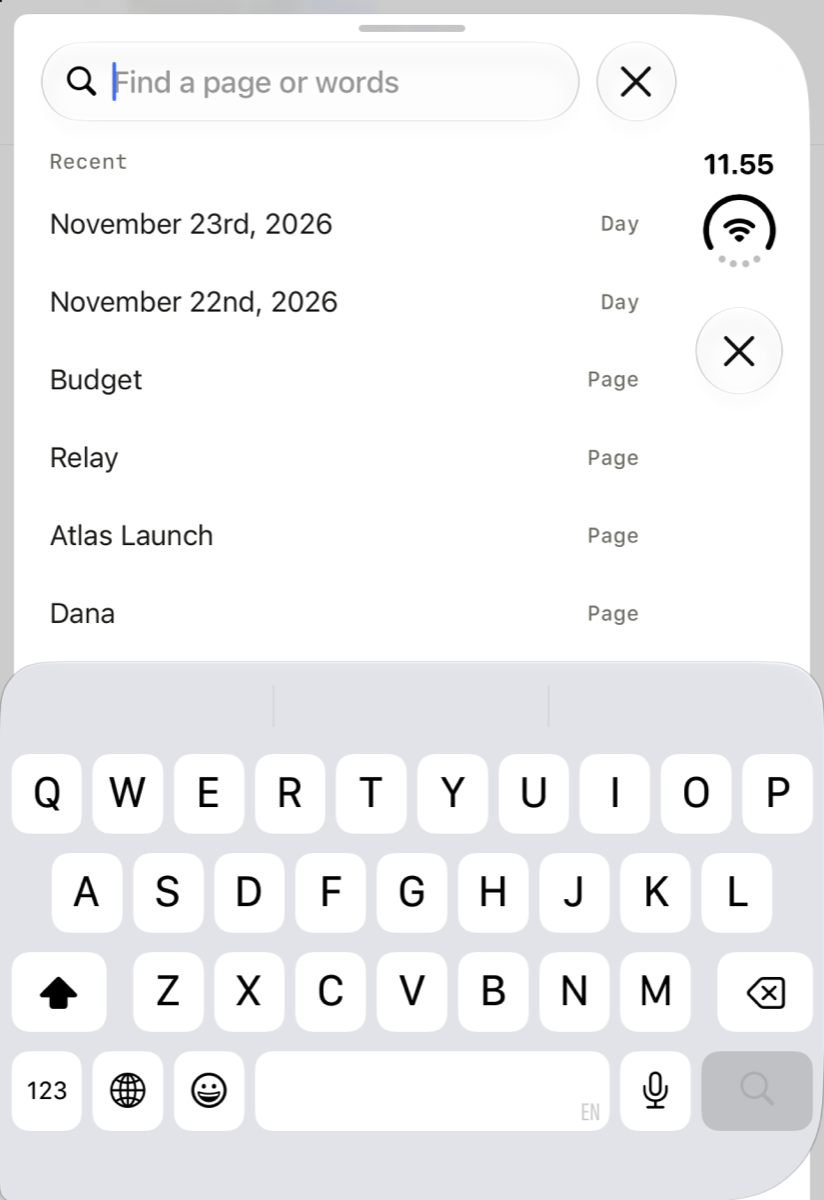 Find a page or words
Recent
11.55
November 23rd, 2026 Day
November 22nd, 2026 Day
Budget Page
Relay Page
Atlas Launch Page
Dana Page
Q W E R T Y U I O P
A S D F G H J K L
Z X C V B N M
123 EN